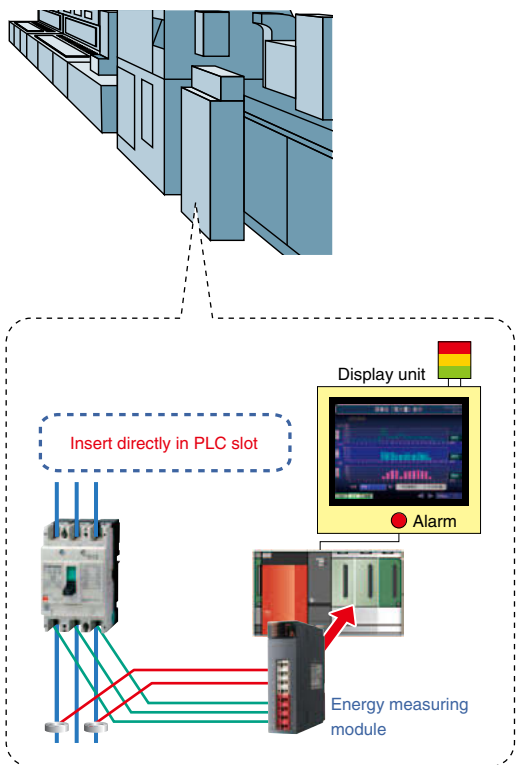 Display unit
Insert directly in PLC slot
Alarm
Energy measuring
module